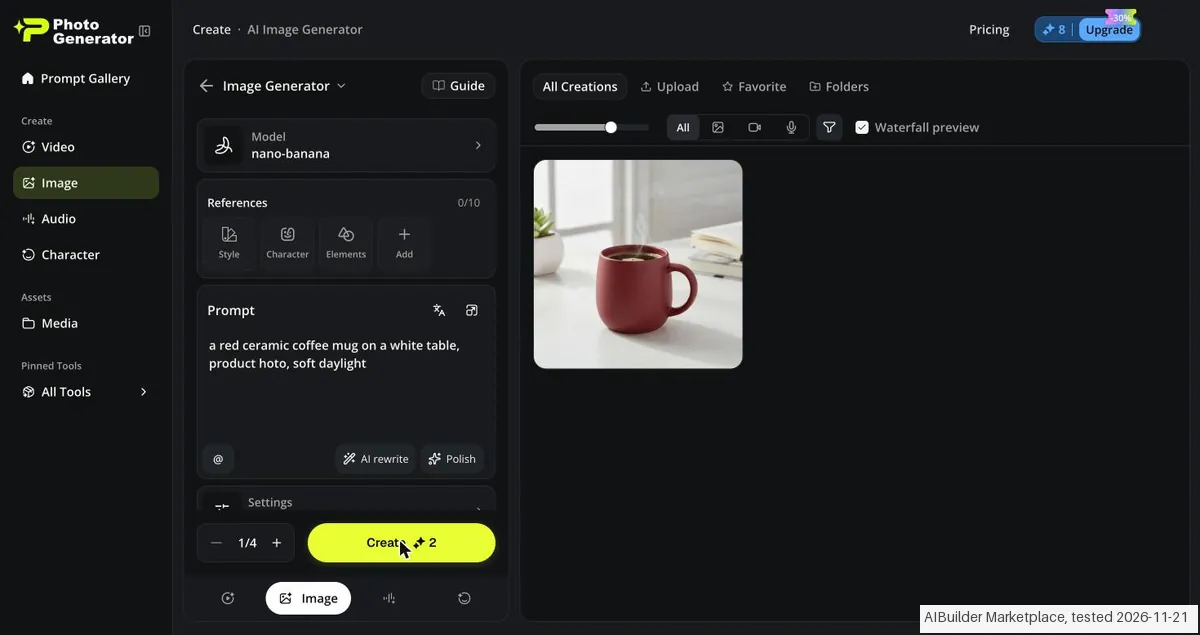 Photo
Generator
Create · AI Image Generator
Pricing
8
Upgrade
-30%
Prompt Gallery
Create
Video
Image
Audio
Character
Assets
Media
Pinned Tools
All Tools
Image Generator
Guide
Model
nano-banana
References
0/10
Style
Character
Elements
Add
Prompt
a red ceramic coffee mug on a white table,
product hoto, soft daylight
@
AI rewrite
Polish
Settings
1/4
Create 2
Image
All Creations
Upload
Favorite
Folders
All
Waterfall preview
AIBuilder Marketplace, tested 2026-11-21